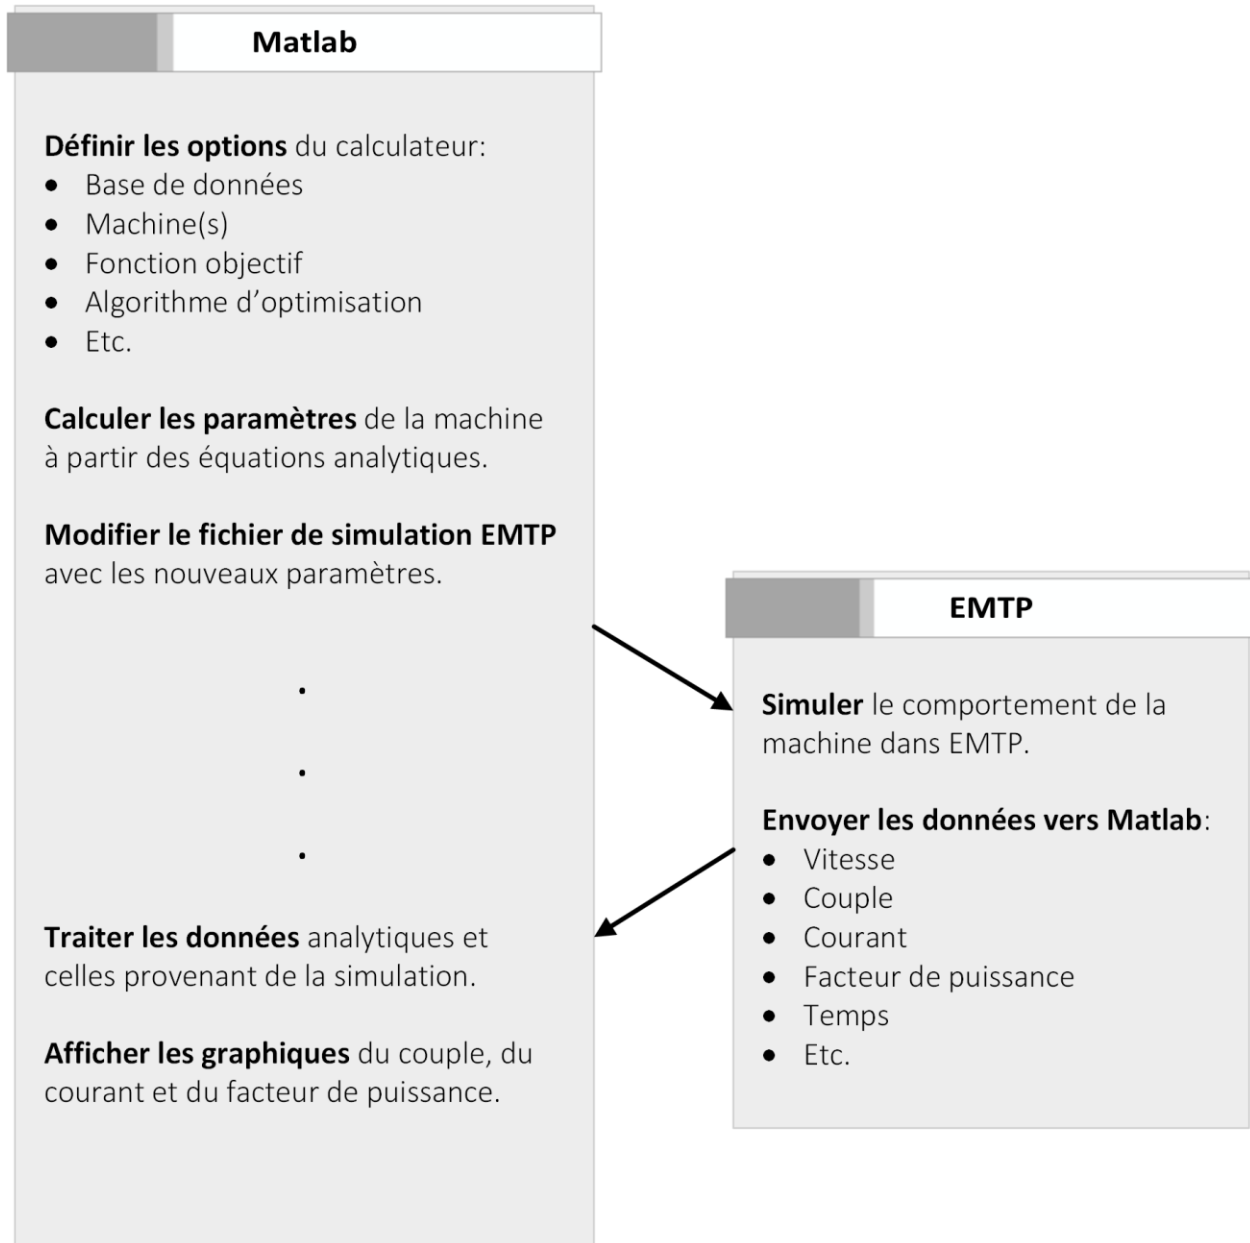 Matlab
Définir les options du calculateur:
• Base de données
• Machine(s)
• Fonction objectif
• Algorithme d’optimisation
• Etc.
Calculer les paramètres de la machine
à partir des équations analytiques.
Modifier le fichier de simulation EMTP
avec les nouveaux paramètres.
.
.
.
Traiter les données analytiques et
celles provenant de la simulation.
Afficher les graphiques du couple, du
courant et du facteur de puissance.
EMTP
Simuler le comportement de la
machine dans EMTP.
Envoyer les données vers Matlab:
• Vitesse
• Couple
• Courant
• Facteur de puissance
• Temps
• Etc.